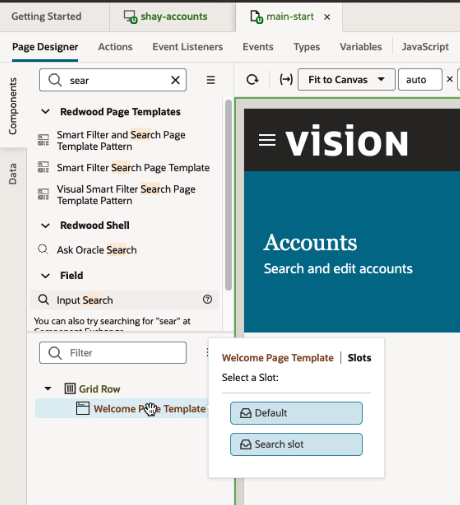 Getting Started
shay-accounts
main-start
Page Designer
Actions
Event Listeners
Events
Types
Variables
JavaScript
Components
Data
sear
Fit to Canvas
auto
Redwood Page Templates
Smart Filter and Search Page
Template Pattern
Smart Filter Search Page Template
Visual Smart Filter Search Page
Template Pattern
Redwood Shell
Ask Oracle Search
Field
Input Search
You can also try searching for "sear" at
Component Exchange
Filter
Grid Row
Welcome Page Template
VISION
Accounts
Search and edit accounts
Welcome Page Template | Slots
Select a Slot:
Default
Search slot